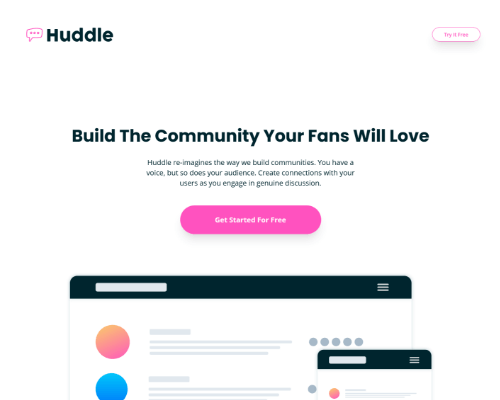 Huddle
Try It Free
Build The Community Your Fans Will Love
Huddle re-imagines the way we build communities. You have a
voice, but so does your audience. Create connections with your
users as you engage in genuine discussion.
Get Started For Free